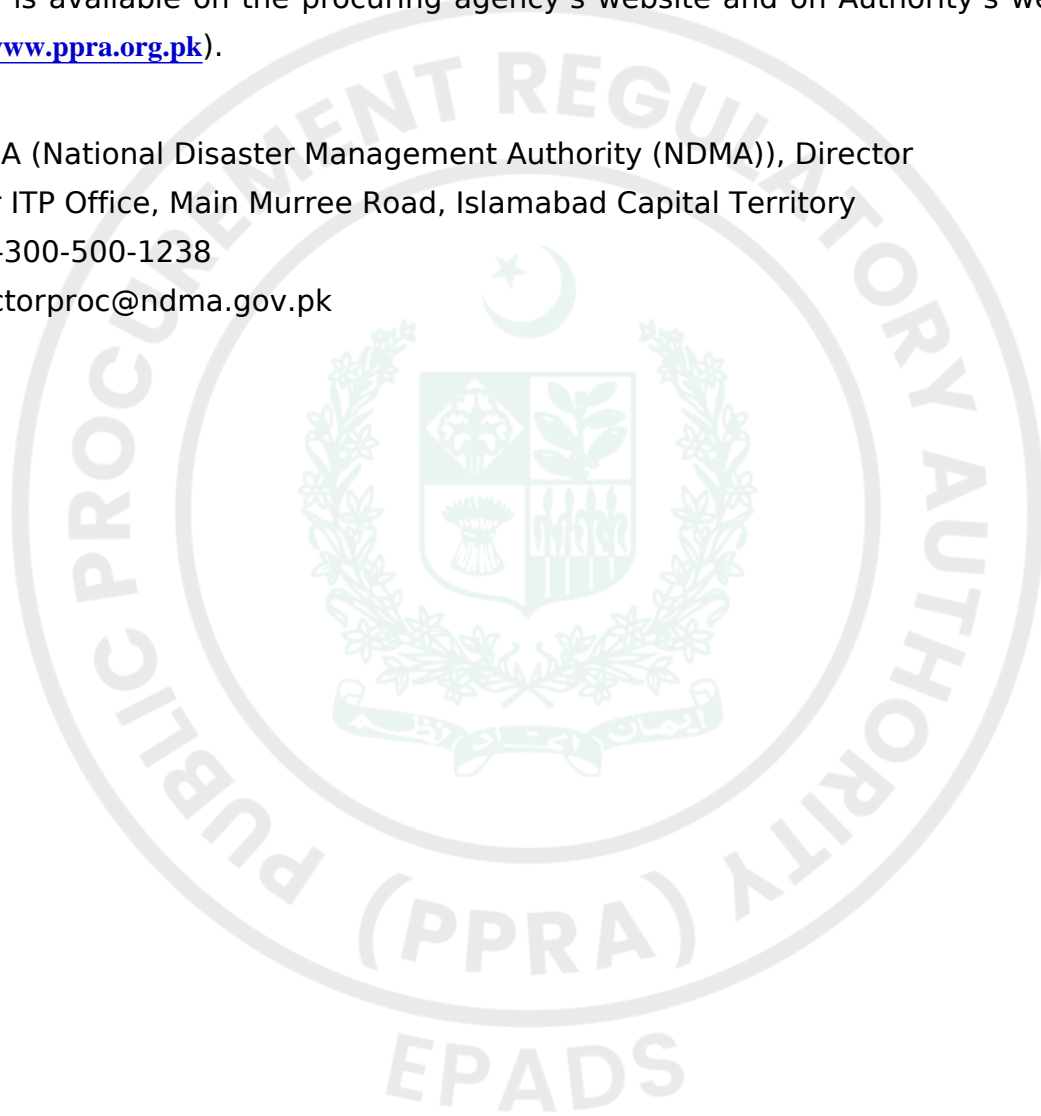 is available on the procuring agency's website and on Authority's we
www.ppra.org.pk).
A (National Disaster Management Authority (NDMA)), Director
ITP Office, Main Murree Road, Islamabad Capital Territory
-300-500-1238
ctorproc@ndma.gov.pk
PUBLIC PROCUREMENT REGULATORY AUTHORITY
(PPRA)
EPADS